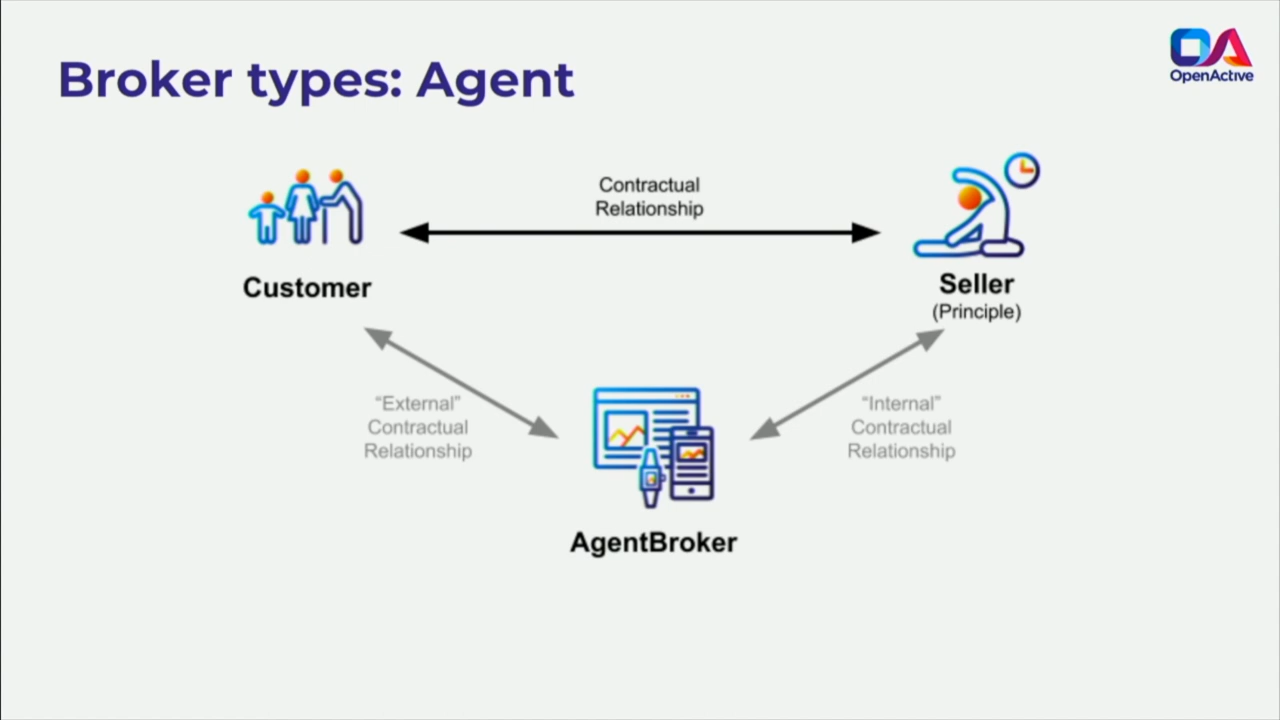 Broker types: Agent
OpenActive
Contractual
Relationship
Customer
Seller
(Principle)
“External”
Contractual
Relationship
“Internal”
Contractual
Relationship
AgentBroker